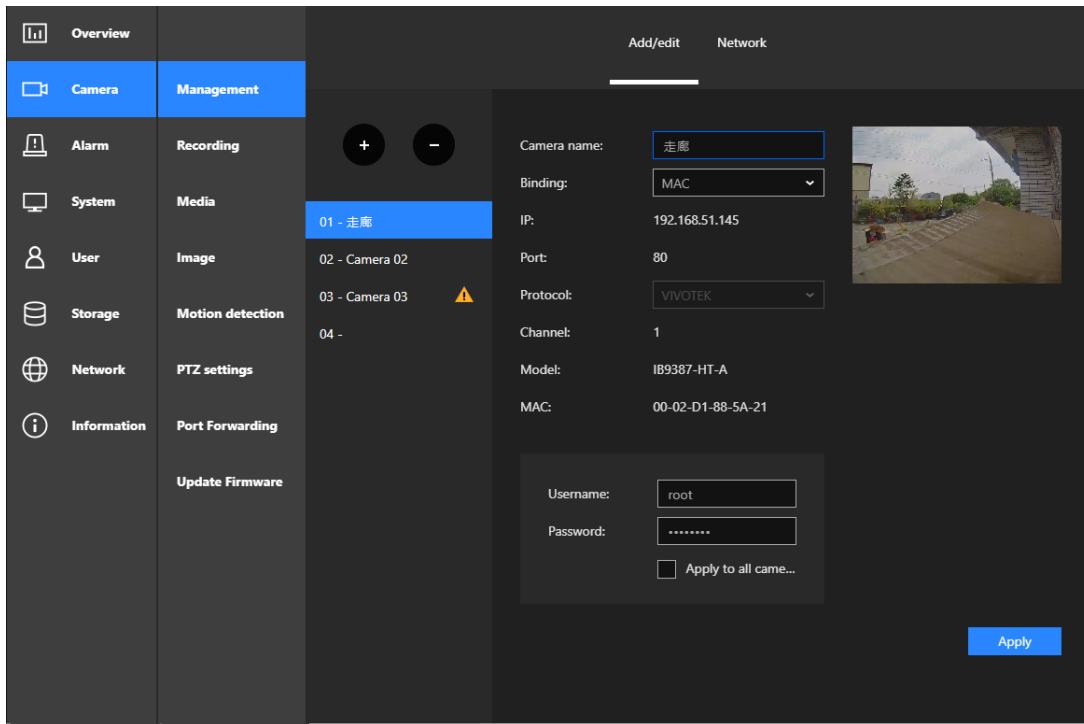 Overview
Camera
Alarm
System
User
Storage
Network
Information
Management
Recording
Media
Image
Motion detection
PTZ settings
Port Forwarding
Update Firmware
01 - 走廊
02 - Camera 02
03 - Camera 03
04 -
Add/edit Network
Camera name: 走廊
Binding: MAC
IP: 192.168.51.145
Port: 80
Protocol: VIVOTEK
Channel: 1
Model: IB9387-HT-A
MAC: 00-02-D1-88-5A-21
Username: root
Password: ••••••••
Apply to all came...
Apply